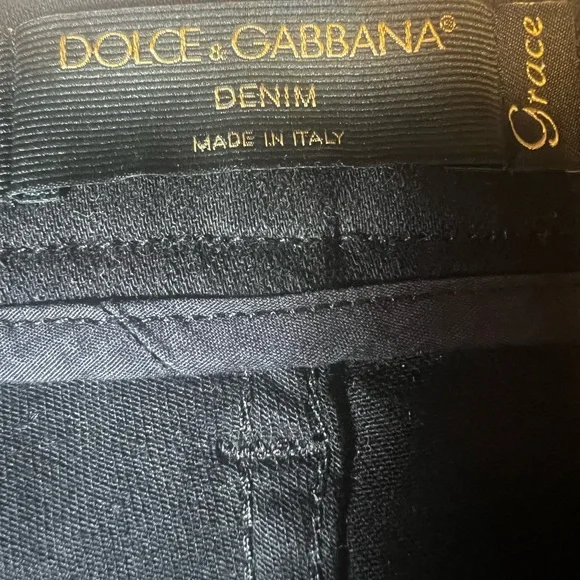 DOLCE & GABBANA®
DENIM
MADE IN ITALY
Grace